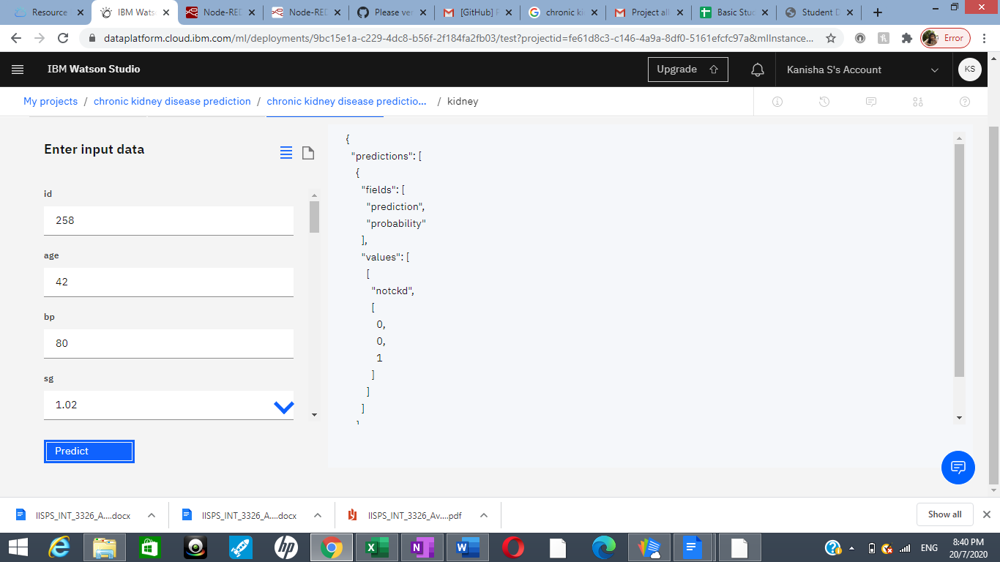 Resource
IBM Wats
Node-RED
Node-RED
Please ver
[GitHub] P
chronic ki
Project all
Basic Stud
Student D
dataplatform.cloud.ibm.com/ml/deployments/9bc15e1a-c229-4dc8-b56f-2f184fa2fb03/test?projectid=fe61d8c3-c146-4a9a-8df0-5161efcfc97a&mlInstance...
Error
IBM Watson Studio
Upgrade
Kanisha S's Account
KS
My projects / chronic kidney disease prediction / chronic kidney disease predictio... / kidney
Enter input data
id
258
age
42
bp
80
sg
1.02
Predict
{
"predictions": [
{
"fields": [
"prediction",
"probability"
],
"values": [
[
"notckd",
[
0,
0,
1
]
]
]
IISPS_INT_3326_A....docx
IISPS_INT_3326_A....docx
IISPS_INT_3326_Av....pdf
Show all
ENG
8:40 PM
20/7/2020